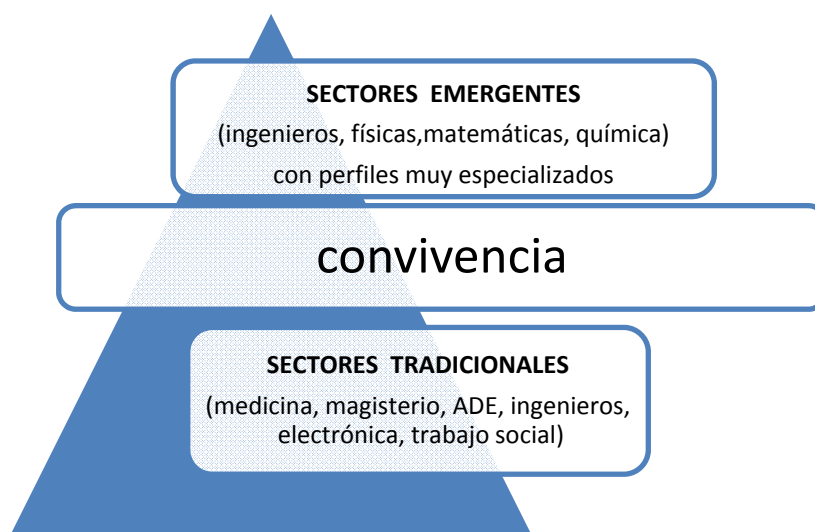 SECTORES EMERGENTES
(ingenieros, físicas,matemáticas, química)
con perfiles muy especializados
convivencia
SECTORES TRADICIONALES
(medicina, magisterio, ADE, ingenieros,
electrónica, trabajo social)